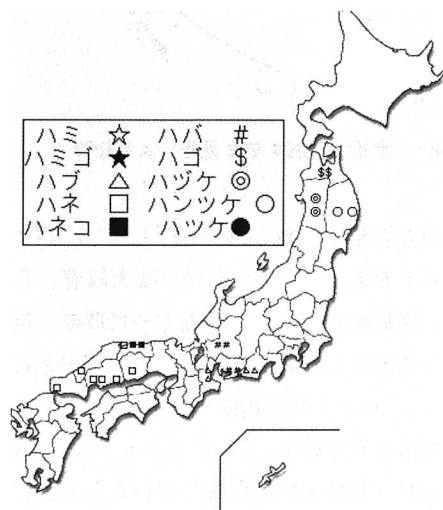 ハミ ☆ ハバ #
ハミコ ★ ハゴ $
ハブ △ ハヅケ ◎
ハネ □ ハンツケ ○
ハネコ ■ ハツケ ●
$$
◎
◎ ○ ○
##
□■■
□ □
□□ □
□
###